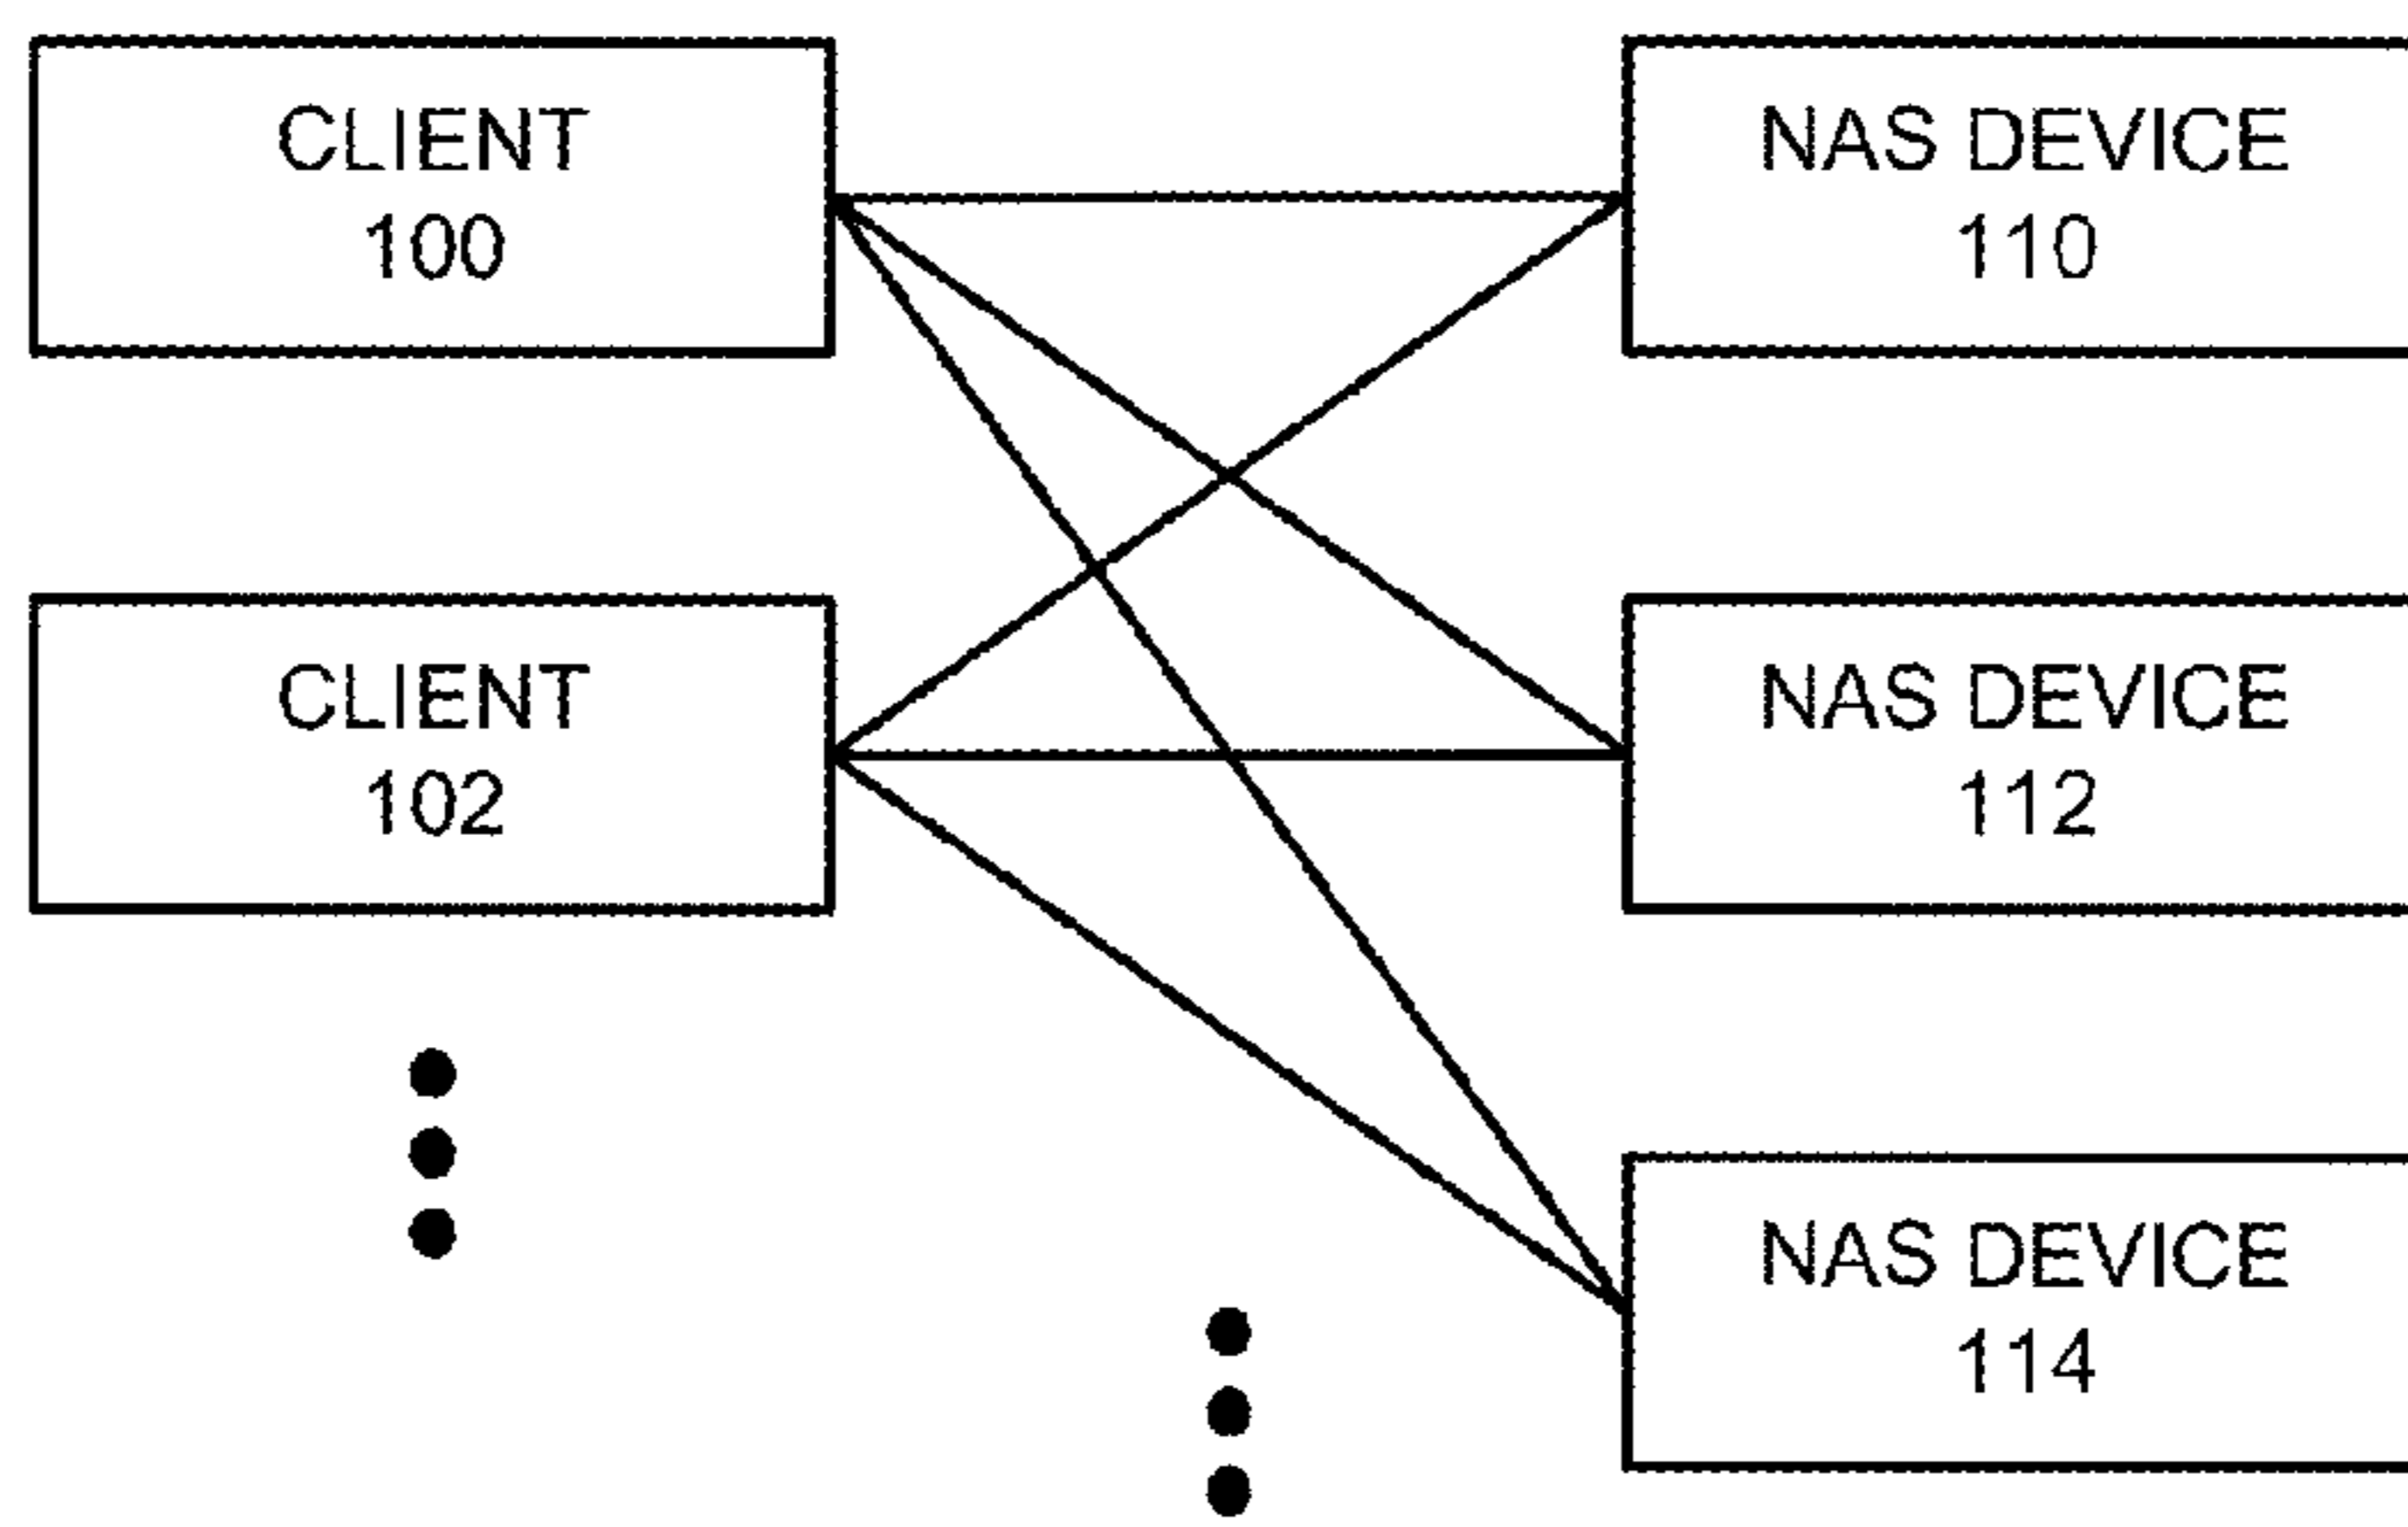 CLIENT
100
NAS DEVICE
110
CLIENT
102
NAS DEVICE
112
NAS DEVICE
114